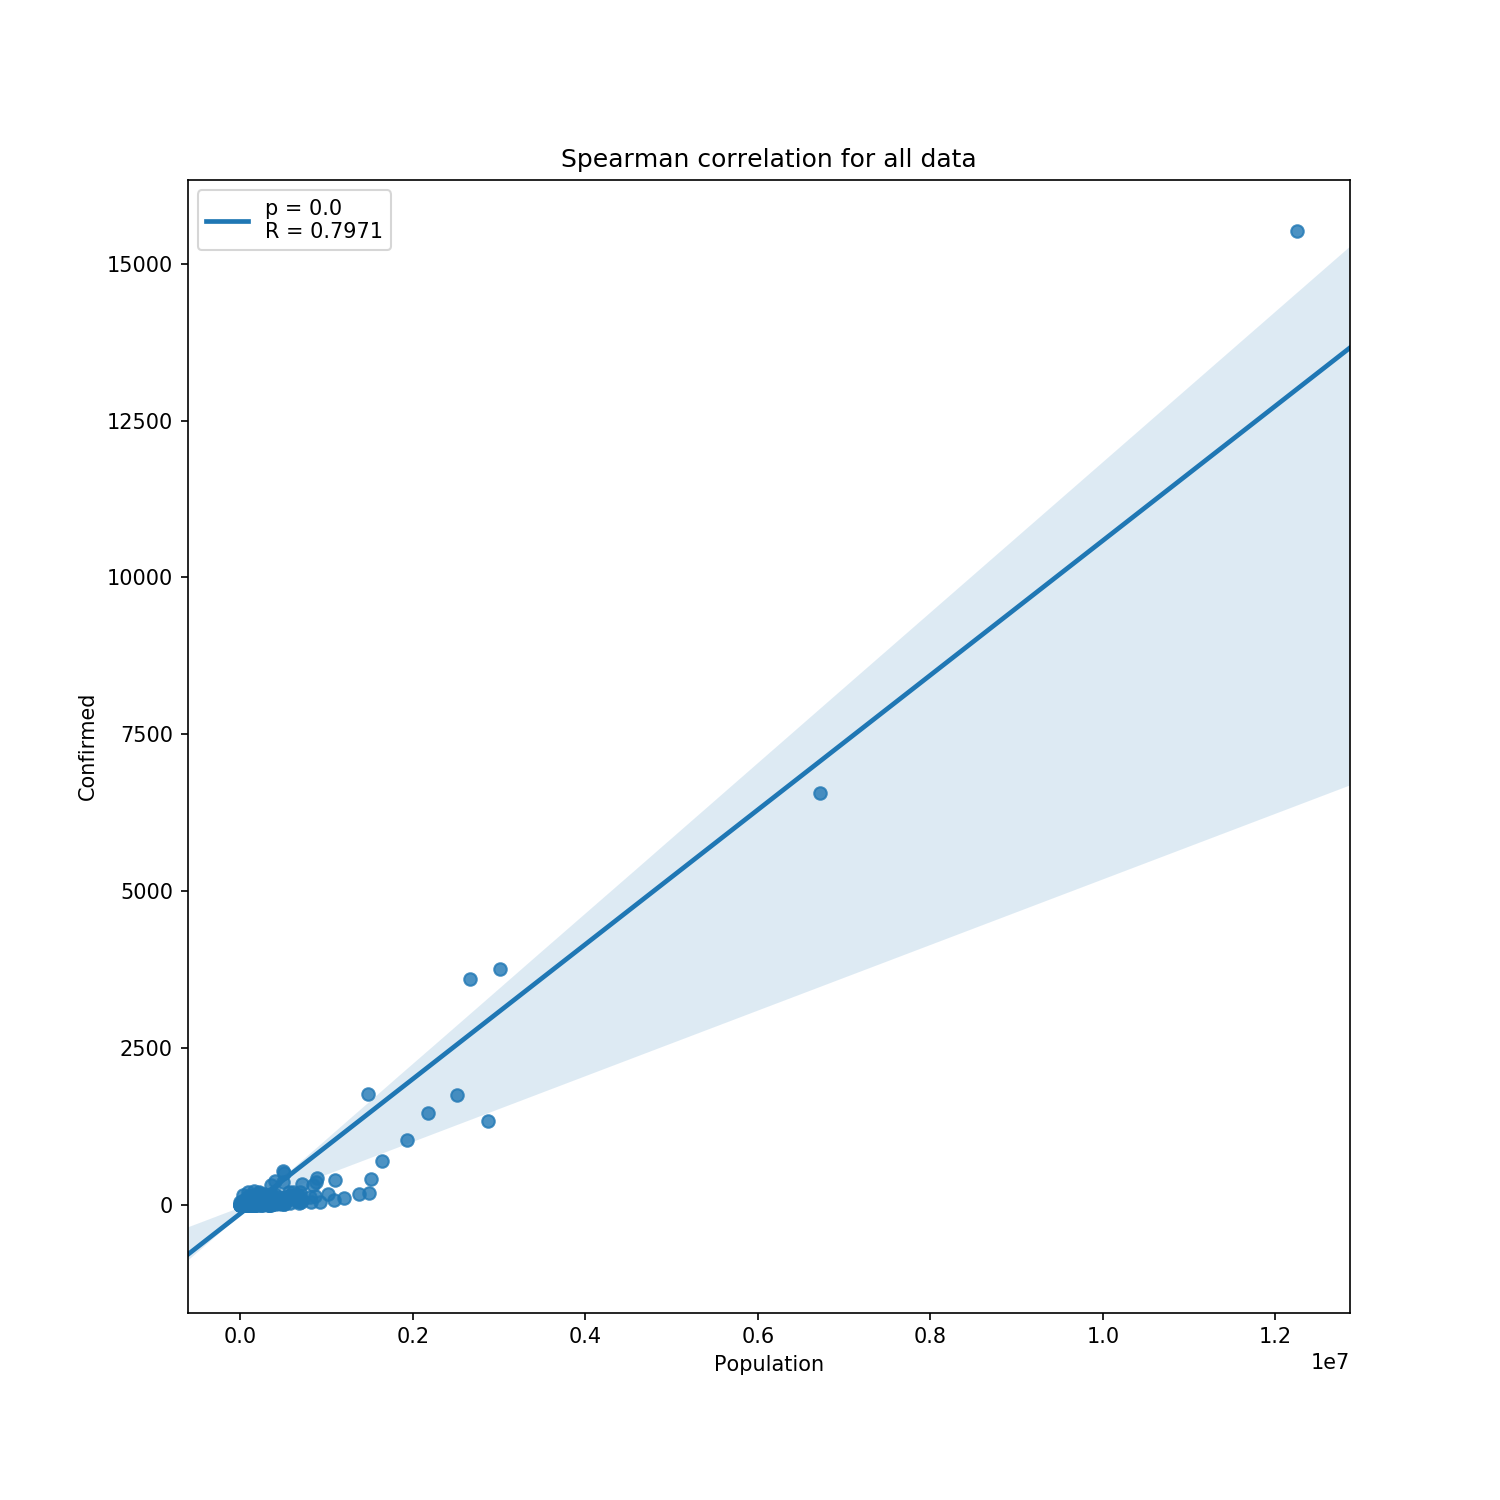 Spearman correlation for all data
p = 0.0
R = 0.7971
15000
12500
10000
7500
5000
2500
0
Confirmed
0.0 0.2 0.4 0.6 0.8 1.0 1.2
1e7
Population